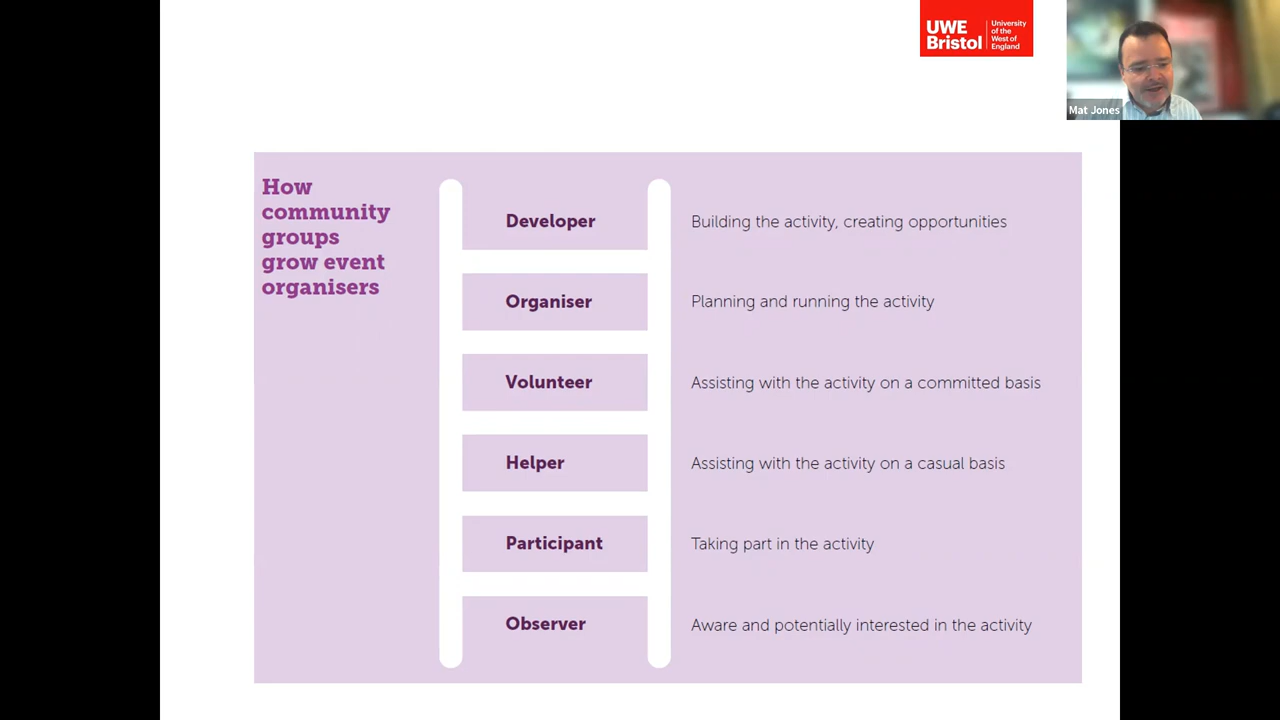 UWE
Bristol
University
of the
West of
England
Mat Jones
How
community
groups
grow event
organisers
Developer
Building the activity, creating opportunities
Organiser
Planning and running the activity
Volunteer
Assisting with the activity on a committed basis
Helper
Assisting with the activity on a casual basis
Participant
Taking part in the activity
Observer
Aware and potentially interested in the activity